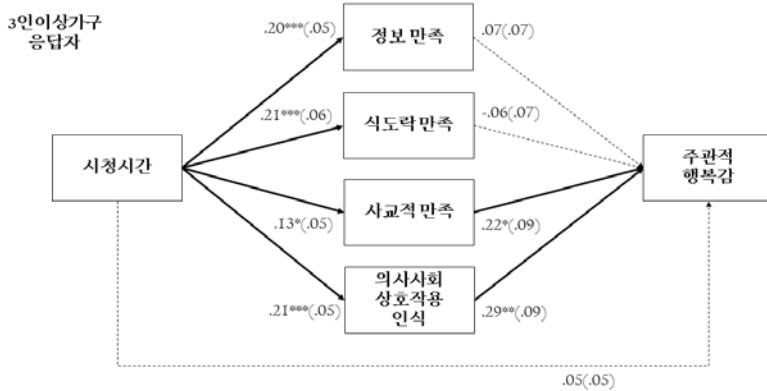 3인이상가구
응답자
.20***(.05)
정보 만족
.07(.07)
.21***(.06)
식도락 만족
-.06(.07)
시청시간
주관적
행복감
.13*(.05)
사교적 만족
.22*(.09)
의사사회
상호작용
인식
.21***(.05)
.29**(.09)
.05(.05)